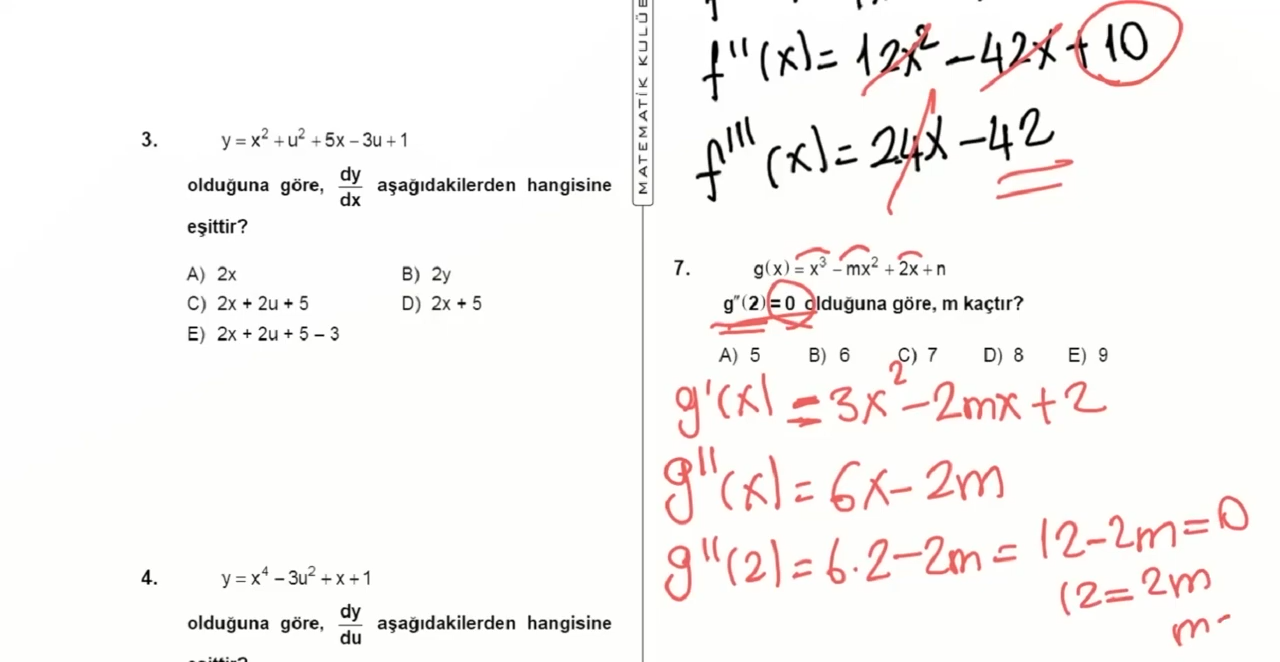 3. y = x² + u² + 5x – 3u + 1
olduğuna göre, dy/dx aşağıdakilerden hangisine
eşittir?
A) 2x B) 2y
C) 2x + 2u + 5 D) 2x + 5
E) 2x + 2u + 5 – 3
4. y = x⁴ – 3u² + x + 1
olduğuna göre, dy/du aşağıdakilerden hangisine
MATEMATİK KULÜB
f''(x) = 12x² – 42x + 10
f'''(x) = 24x – 42
7. g(x) = x³ – mx² + 2x + n
g''(2) = 0 olduğuna göre, m kaçtır?
A) 5 B) 6 C) 7 D) 8 E) 9
g'(x) = 3x² – 2mx + 2
g''(x) = 6x – 2m
g''(2) = 6·2 – 2m = 12 – 2m = 0
12 = 2m
m -